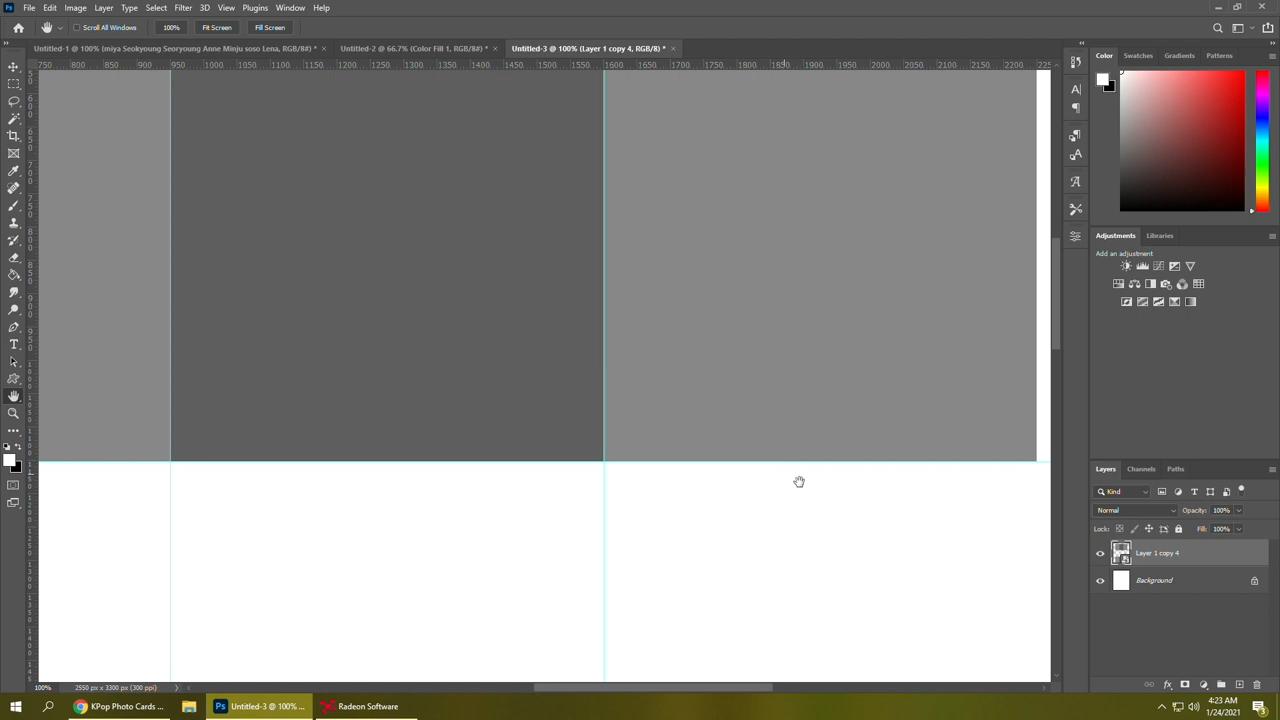 File Edit Image Layer Type Select Filter 3D View Plugins Window Help
Scroll All Windows 100% Fit Screen Fill Screen
Untitled-1 @ 100% (miya Seokyoung Seoryoung Anne Minju soso Lena, RGB/8#) * × Untitled-2 @ 66.7% (Color Fill 1, RGB/8#) * × Untitled-3 @ 100% (Layer 1 copy 4, RGB/8) * ×
750 800 850 900 950 1000 1050 1100 1150 1200 1250 1300 1350 1400 1450 1500 1550 1600 1650 1700 1750 1800 1850 1900 1950 2000 2050 2100 2150 2200 225
Color Swatches Gradients Patterns
Adjustments Libraries
Add an adjustment
Layers Channels Paths
Kind
Normal Opacity: 100%
Lock: Fill: 100%
Layer 1 copy 4
Background
100% 2550 px x 3300 px (300 ppi)
KPop Photo Cards ... Ps Untitled-3 @ 100% ... Radeon Software
4:23 AM
1/24/2021